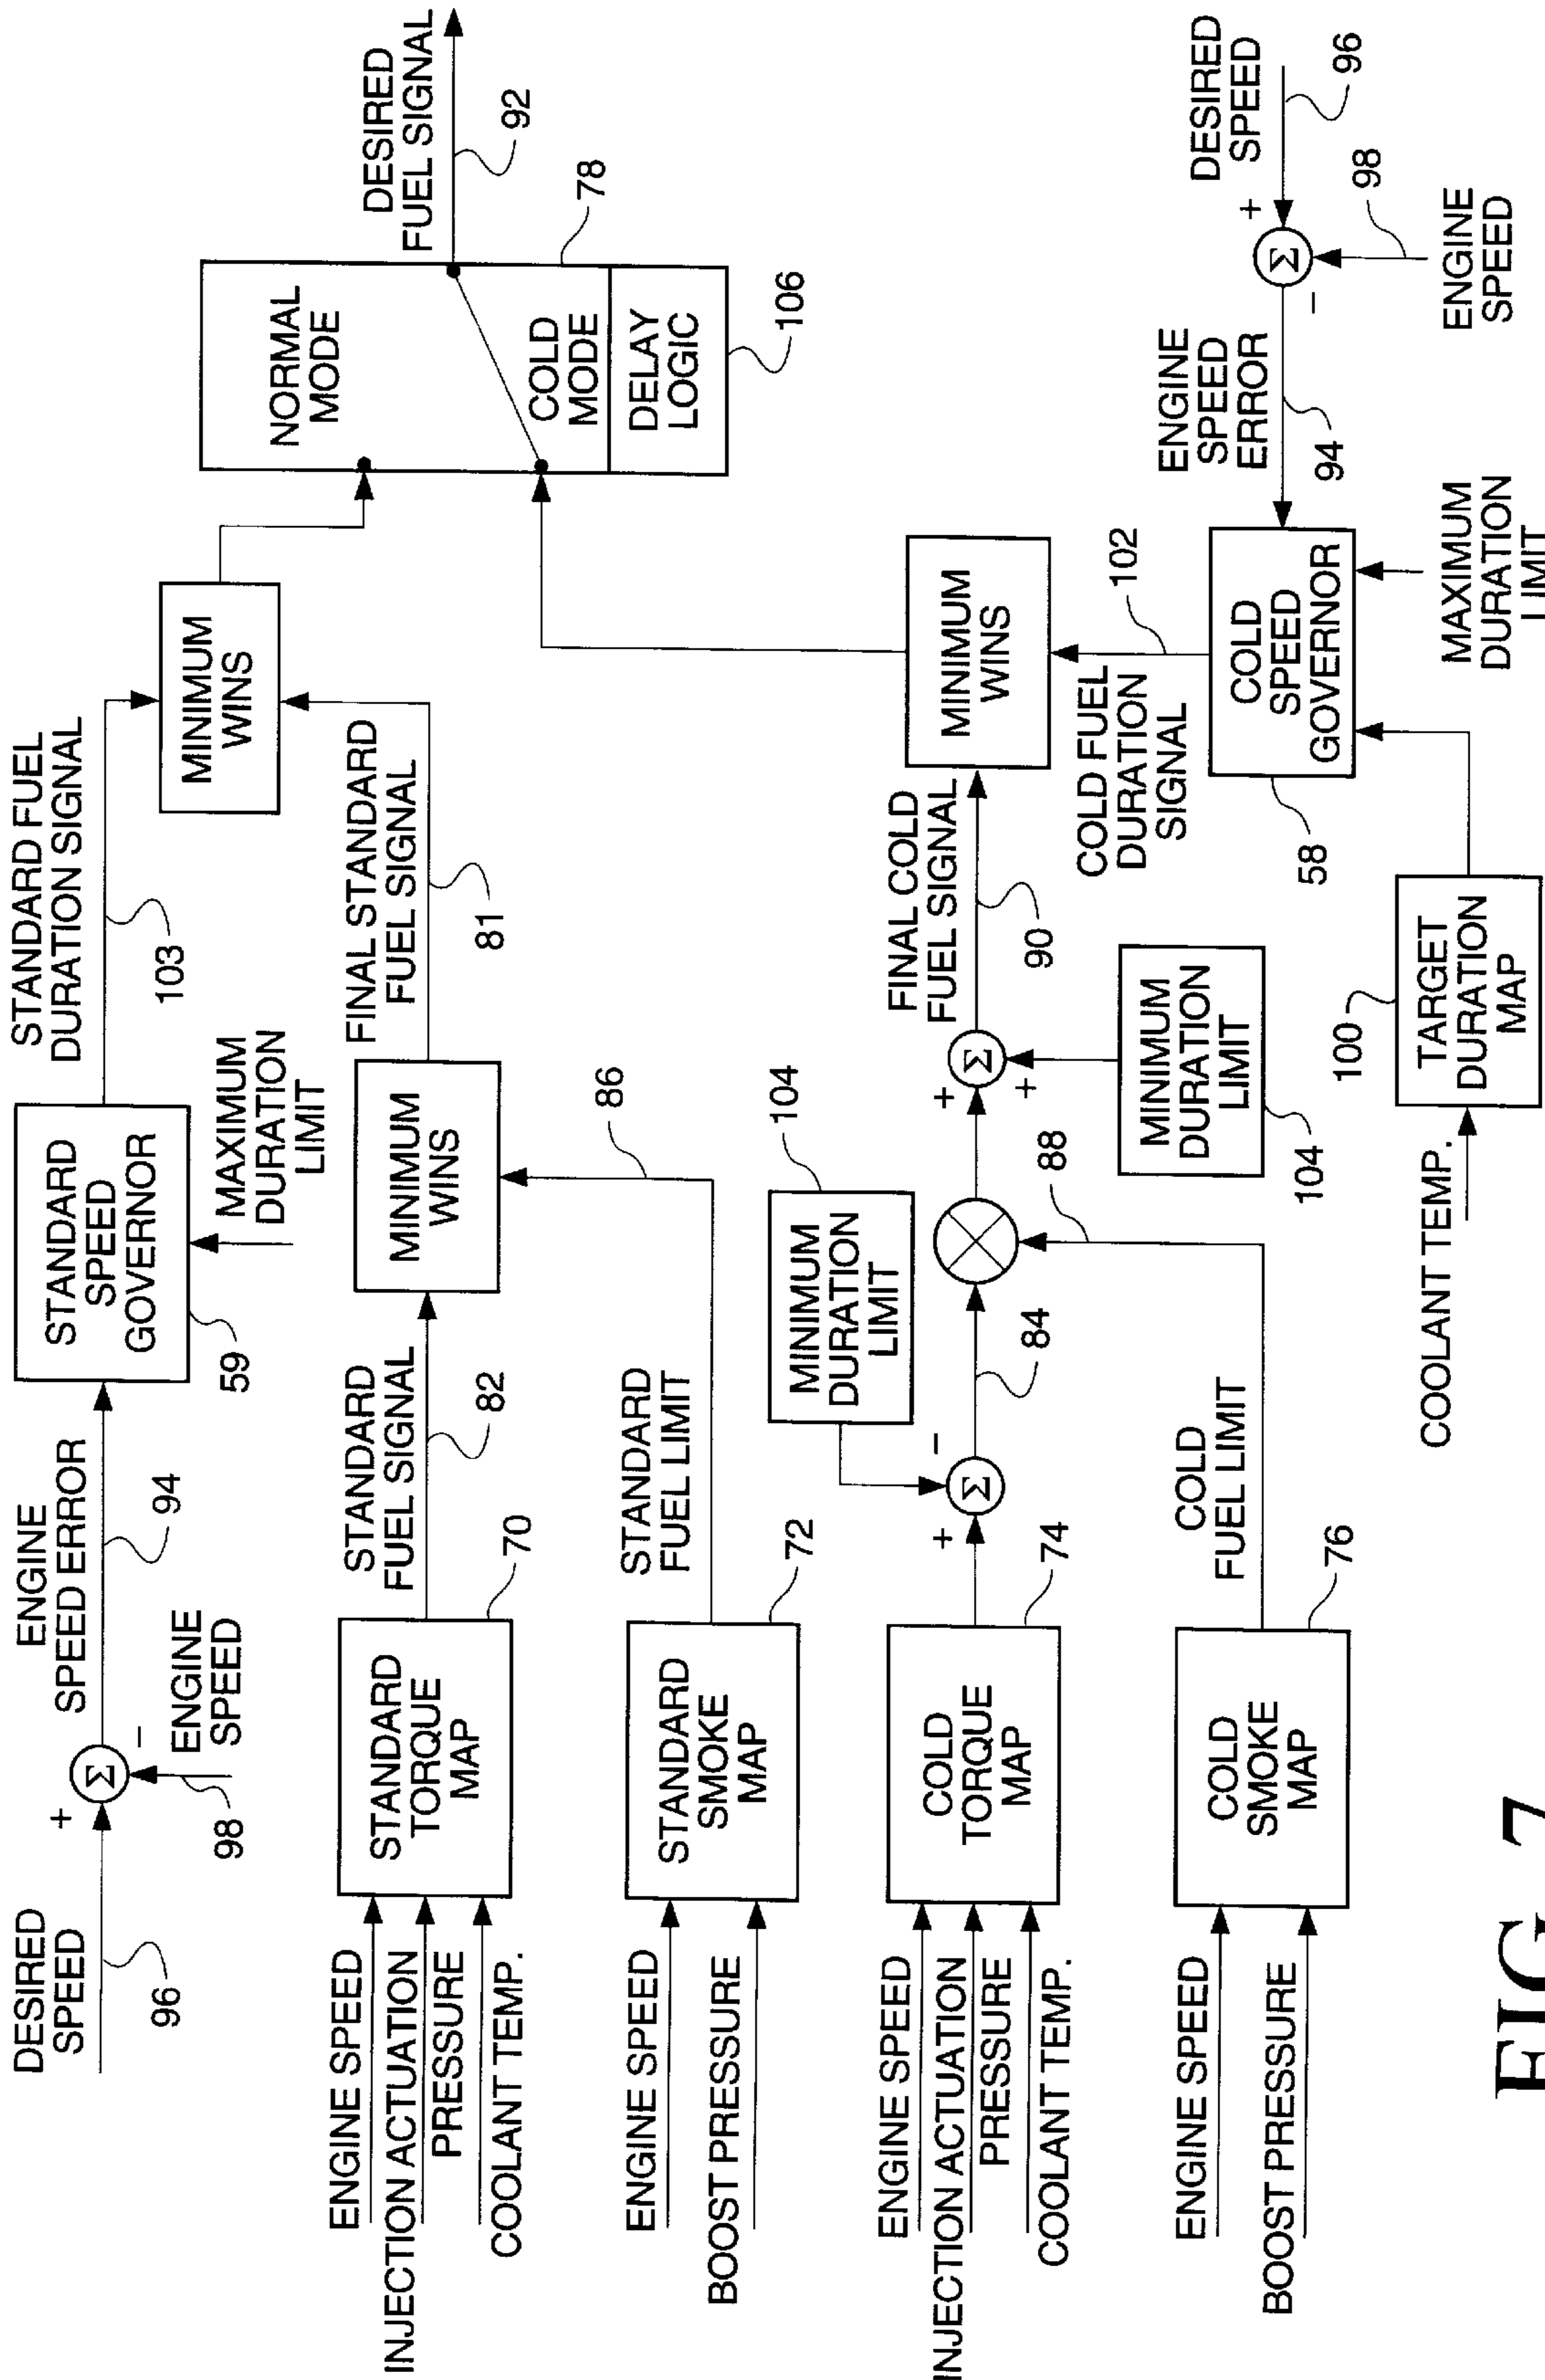 DESIRED
SPEED
96
+
Σ
−
98
ENGINE
SPEED
ENGINE
SPEED ERROR
94
STANDARD
SPEED
GOVERNOR
59
MAXIMUM
DURATION
LIMIT
STANDARD FUEL
DURATION SIGNAL
103
MINIMUM
WINS
NORMAL
MODE
COLD
MODE
DELAY
LOGIC
78
106
DESIRED
FUEL SIGNAL
92
ENGINE SPEED
INJECTION ACTUATION
PRESSURE
COOLANT TEMP.
STANDARD
TORQUE
MAP
70
STANDARD
FUEL SIGNAL
82
MINIMUM
WINS
FINAL STANDARD
FUEL SIGNAL
81
ENGINE SPEED
BOOST PRESSURE
STANDARD
SMOKE
MAP
72
STANDARD
FUEL LIMIT
86
ENGINE SPEED
INJECTION ACTUATION
PRESSURE
COOLANT TEMP.
COLD
TORQUE
MAP
74
+
Σ
−
MINIMUM
DURATION
LIMIT
104
84
88
+
Σ
+
MINIMUM
DURATION
LIMIT
104
FINAL COLD
FUEL SIGNAL
90
MINIMUM
WINS
ENGINE SPEED
BOOST PRESSURE
COLD
SMOKE
MAP
76
COLD
FUEL LIMIT
COOLANT TEMP.
TARGET
DURATION
MAP
100
COLD FUEL
DURATION
SIGNAL
102
COLD
SPEED
GOVERNOR
58
MAXIMUM
DURATION
LIMIT
ENGINE
SPEED
ERROR
94
Σ
+
−
DESIRED
SPEED
96
98
ENGINE
SPEED
FIG 7